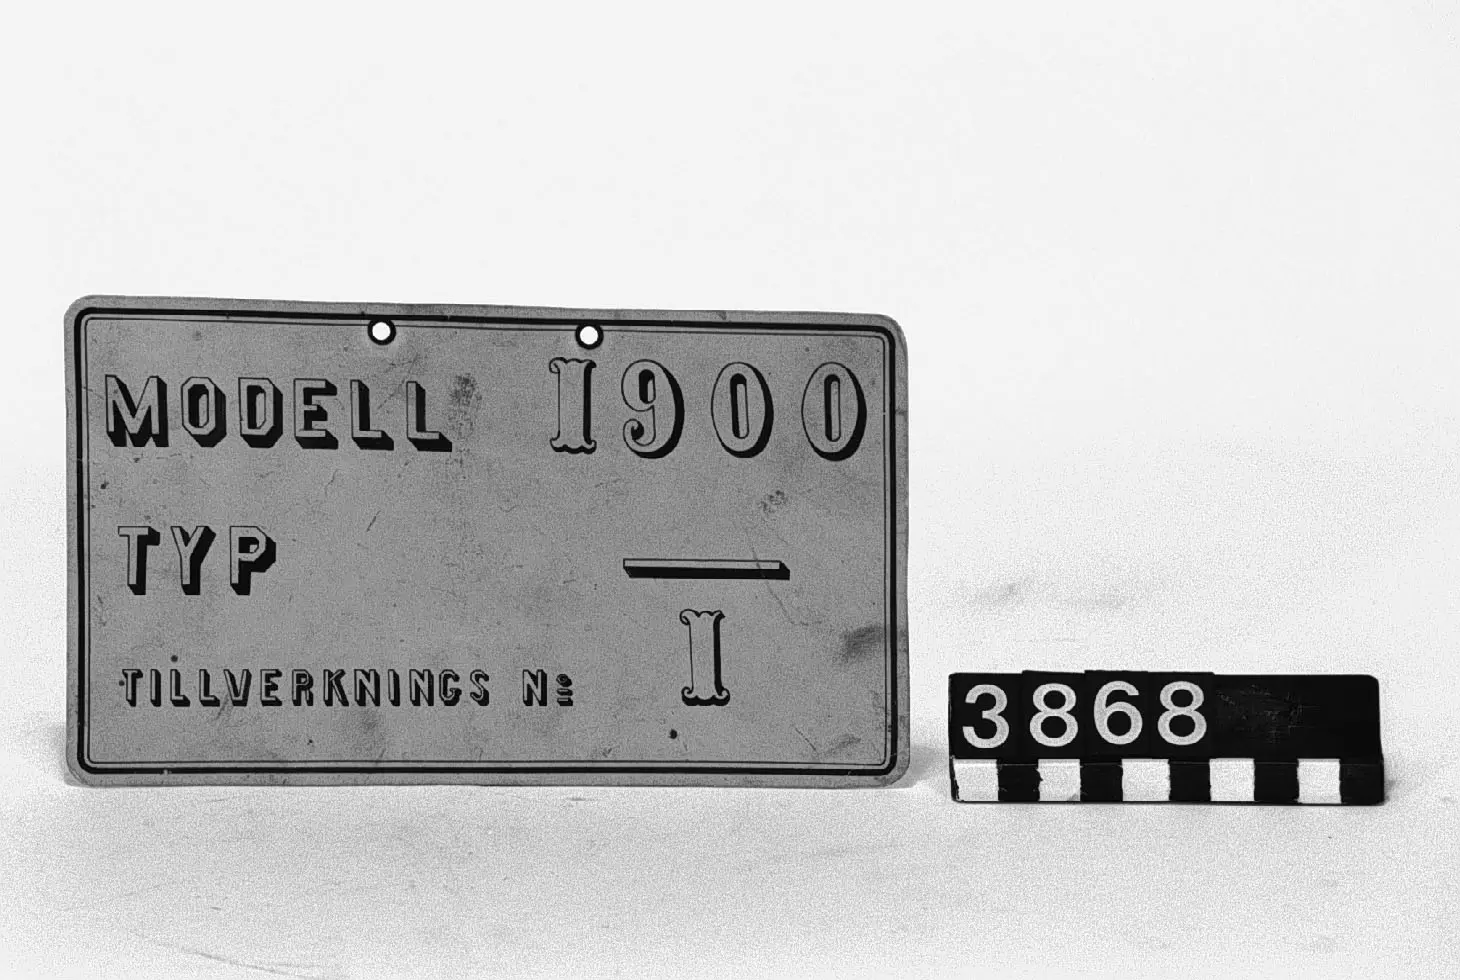 MODELL 1900
TYP —
TILLVERKNINGS No 1
3868